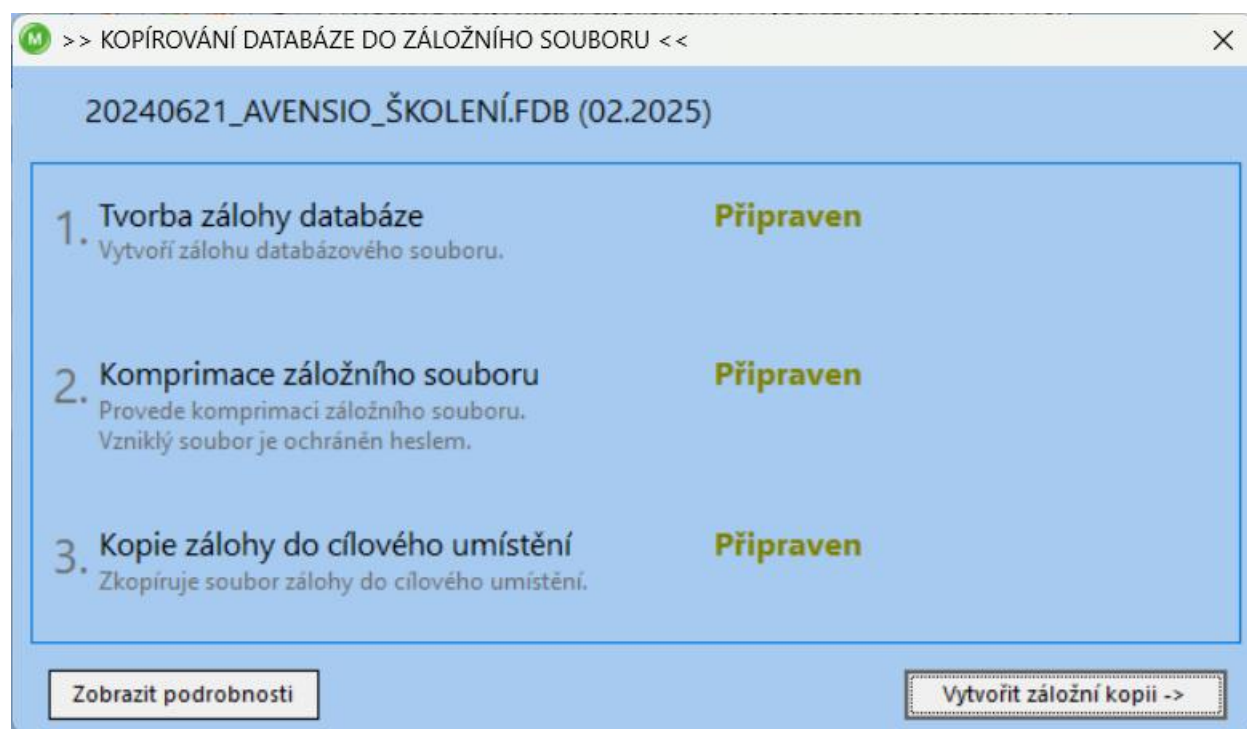 M >> KOPÍROVÁNÍ DATABÁZE DO ZÁLOŽNÍHO SOUBORU <<
20240621_AVENSIO_ŠKOLENÍ.FDB (02.2025)
1. Tvorba zálohy databáze Připraven
Vytvoří zálohu databázového souboru.
2. Komprimace záložního souboru Připraven
Provede komprimaci záložního souboru.
Vzniklý soubor je ochráněn heslem.
3. Kopie zálohy do cílového umístění Připraven
Zkopíruje soubor zálohy do cílového umístění.
Zobrazit podrobnosti Vytvořit záložní kopii ->